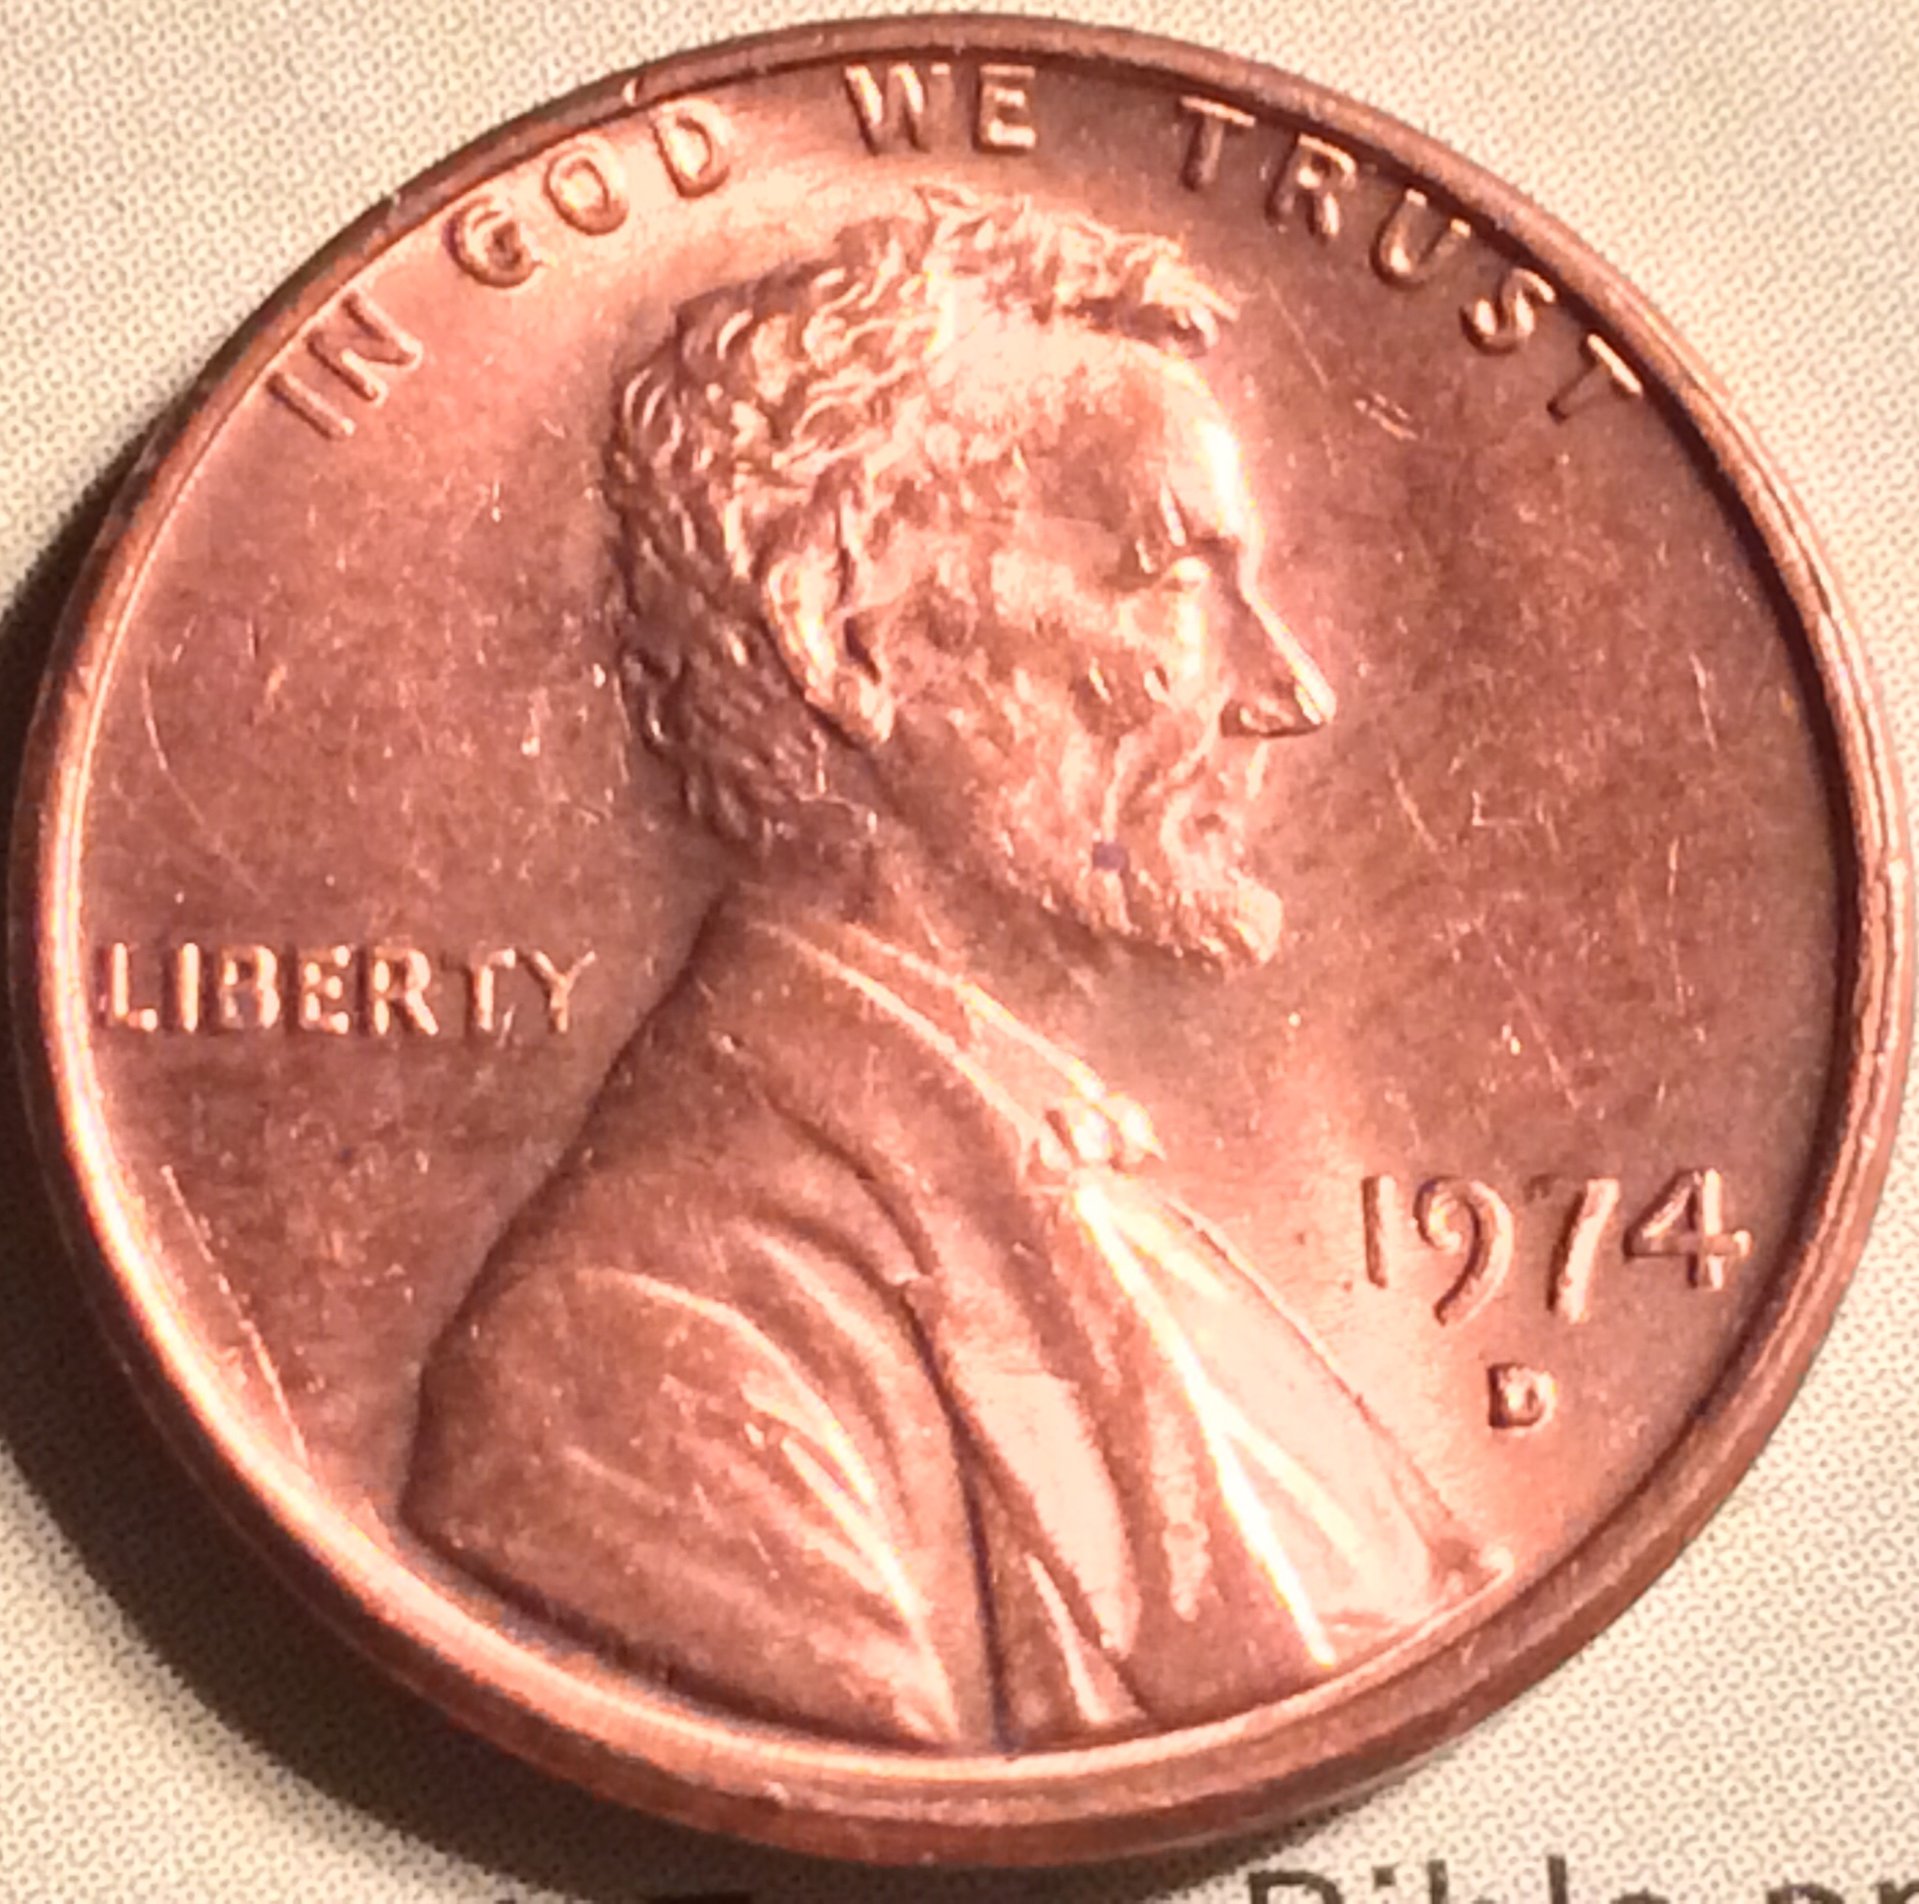 IN GOD WE TRUST
LIBERTY
1974
D